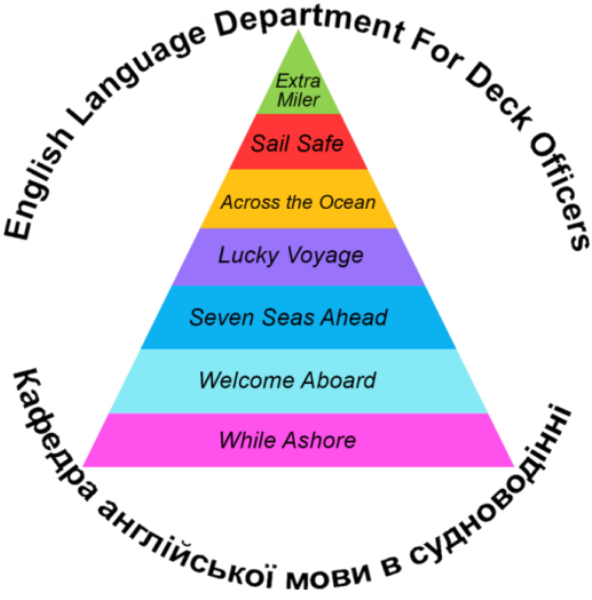 English Language Department For Deck Officers
Extra
Miler
Sail Safe
Across the Ocean
Lucky Voyage
Seven Seas Ahead
Welcome Aboard
While Ashore
Кафедра англійської мови в судноводінні